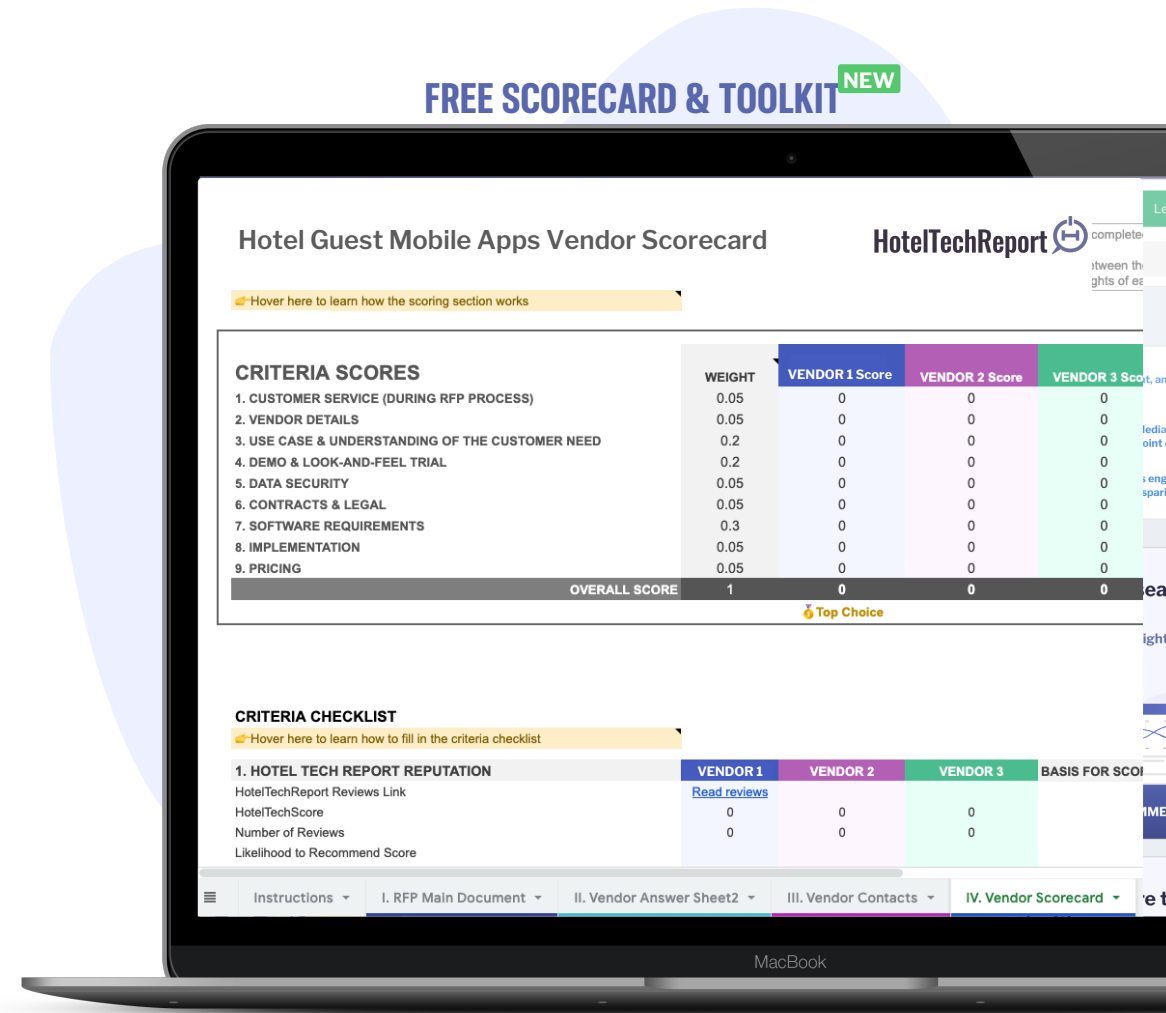 FREE SCORECARD & TOOLKIT NEW
Hotel Guest Mobile Apps Vendor Scorecard
HotelTechReport
👉Hover here to learn how the scoring section works
CRITERIA SCORES WEIGHT VENDOR 1 Score VENDOR 2 Score VENDOR 3 Sco
1. CUSTOMER SERVICE (DURING RFP PROCESS) 0.05 0 0 0
2. VENDOR DETAILS 0.05 0 0 0
3. USE CASE & UNDERSTANDING OF THE CUSTOMER NEED 0.2 0 0 0
4. DEMO & LOOK-AND-FEEL TRIAL 0.2 0 0 0
5. DATA SECURITY 0.05 0 0 0
6. CONTRACTS & LEGAL 0.05 0 0 0
7. SOFTWARE REQUIREMENTS 0.3 0 0 0
8. IMPLEMENTATION 0.05 0 0 0
9. PRICING 0.05 0 0 0
OVERALL SCORE 1 0 0 0
🏅Top Choice
CRITERIA CHECKLIST
👉Hover here to learn how to fill in the criteria checklist
1. HOTEL TECH REPORT REPUTATION VENDOR 1 VENDOR 2 VENDOR 3 BASIS FOR SCO
HotelTechReport Reviews Link Read reviews
HotelTechScore 0 0 0
Number of Reviews 0 0 0
Likelihood to Recommend Score
Instructions I. RFP Main Document II. Vendor Answer Sheet2 III. Vendor Contacts IV. Vendor Scorecard
MacBook